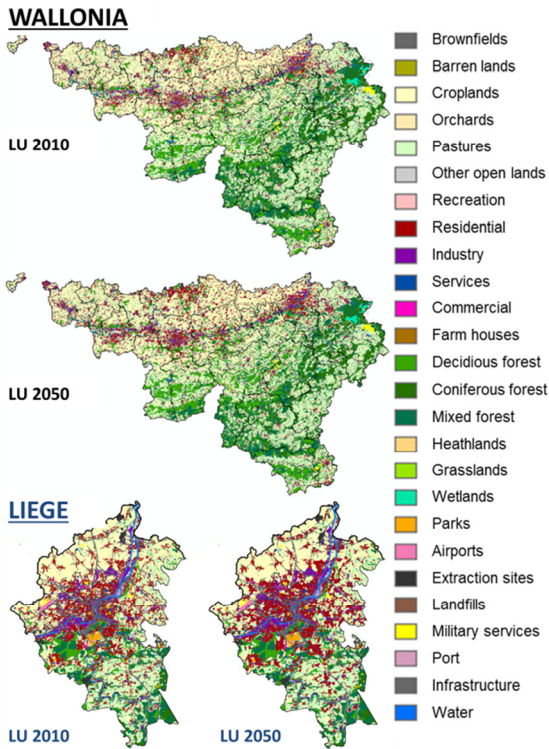 WALLONIA
LU 2010
LU 2050
LIEGE
LU 2010
LU 2050
Brownfields
Barren lands
Croplands
Orchards
Pastures
Other open lands
Recreation
Residential
Industry
Services
Commercial
Farm houses
Decidious forest
Coniferous forest
Mixed forest
Heathlands
Grasslands
Wetlands
Parks
Airports
Extraction sites
Landfills
Military services
Port
Infrastructure
Water